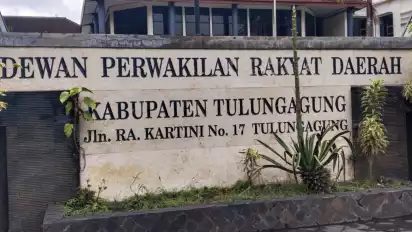 DEWAN PERWAKILAN RAKYAT DAERAH
KABUPATEN TULUNGAGUNG
Jln. RA. KARTINI No. 17 TULUNGAGUNG